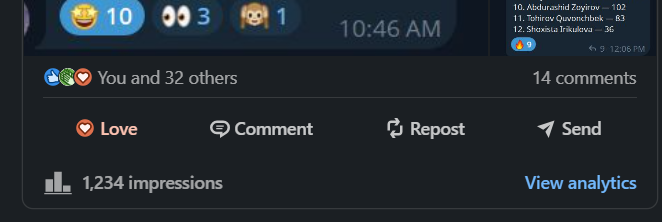 10. Abdurashid Zoyirov — 102
11. Tohirov Quvonchbek — 83
12. Shoxista Irikulova — 36
10 3 1
10:46 AM
9
9 12:06 PM
You and 32 others
14 comments
Love Comment Repost Send
1,234 impressions
View analytics